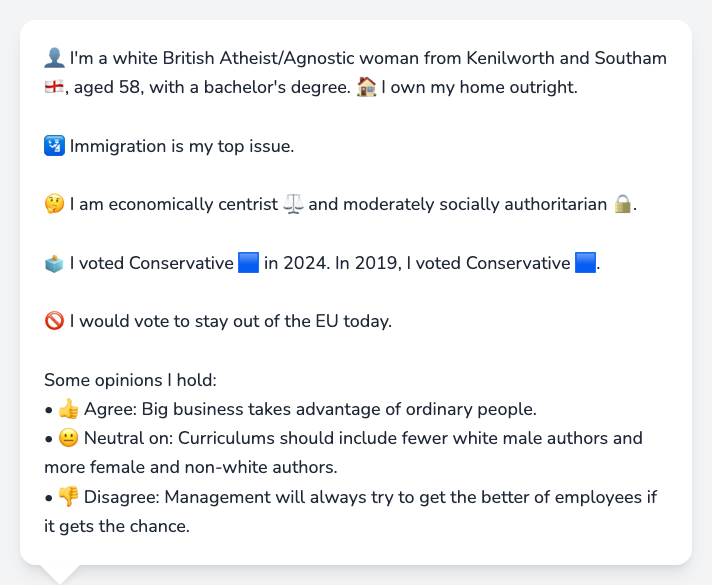 👤 I'm a white British Atheist/Agnostic woman from Kenilworth and Southam
🏴󠁧󠁢󠁥󠁮󠁧󠁿, aged 58, with a bachelor's degree. 🏠 I own my home outright.
🛂 Immigration is my top issue.
🤔 I am economically centrist ⚖️ and moderately socially authoritarian 🔒.
🗳️ I voted Conservative 🟦 in 2024. In 2019, I voted Conservative 🟦.
🚫 I would vote to stay out of the EU today.
Some opinions I hold:
• 👍 Agree: Big business takes advantage of ordinary people.
• 😐 Neutral on: Curriculums should include fewer white male authors and
more female and non-white authors.
• 👎 Disagree: Management will always try to get the better of employees if
it gets the chance.